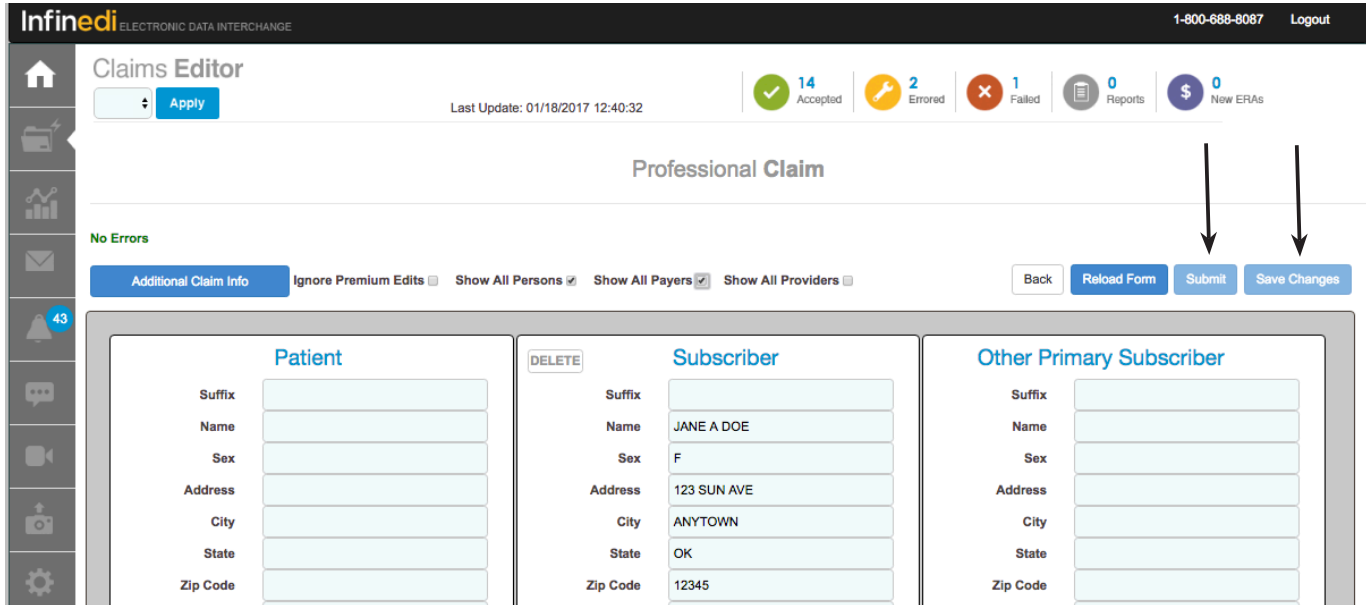 Infinedi ELECTRONIC DATA INTERCHANGE 1-800-688-8087 Logout
Claims Editor
Apply Last Update: 01/18/2017 12:40:32
14 Accepted
2 Errored
1 Failed
0 Reports
$ 0 New ERAs
Professional Claim
No Errors
Additional Claim Info Ignore Premium Edits Show All Persons Show All Payers Show All Providers Back Reload Form Submit Save Changes
43
Patient
Suffix
Name
Sex
Address
City
State
Zip Code
DELETE Subscriber
Suffix
Name JANE A DOE
Sex F
Address 123 SUN AVE
City ANYTOWN
State OK
Zip Code 12345
Other Primary Subscriber
Suffix
Name
Sex
Address
City
State
Zip Code